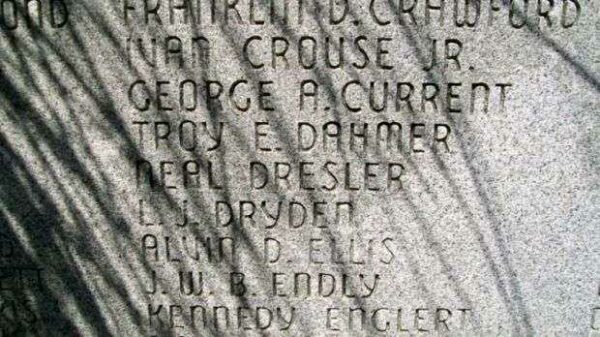 FRANKLIN D. CRAWFORD
IVAN CROUSE JR.
GEORGE A. CURRENT
TROY E. DAHMER
NEAL DRESLER
L. J. DRYDEN
ALVIN D. ELLIS
J. W. B. ENDLY
KENNEDY ENGLERT